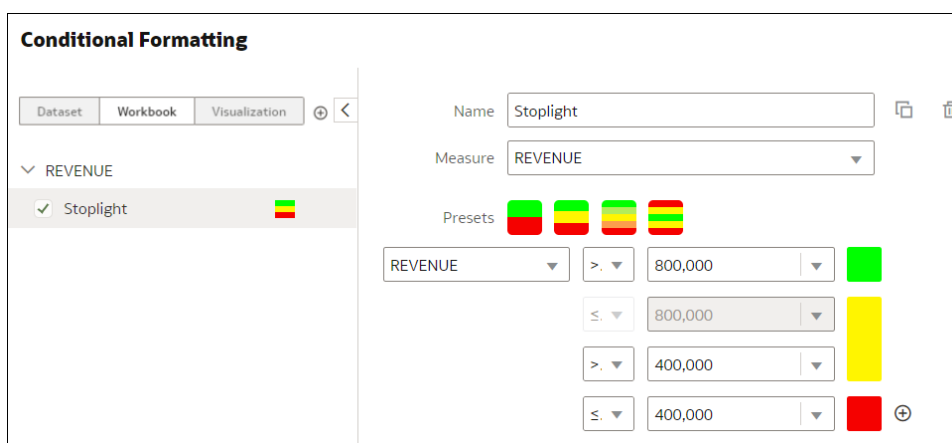 Conditional Formatting
Dataset Workbook Visualization
Name Stoplight
Measure REVENUE
REVENUE
Stoplight
Presets
REVENUE >. 800,000
≤. 800,000
>. 400,000
≤. 400,000